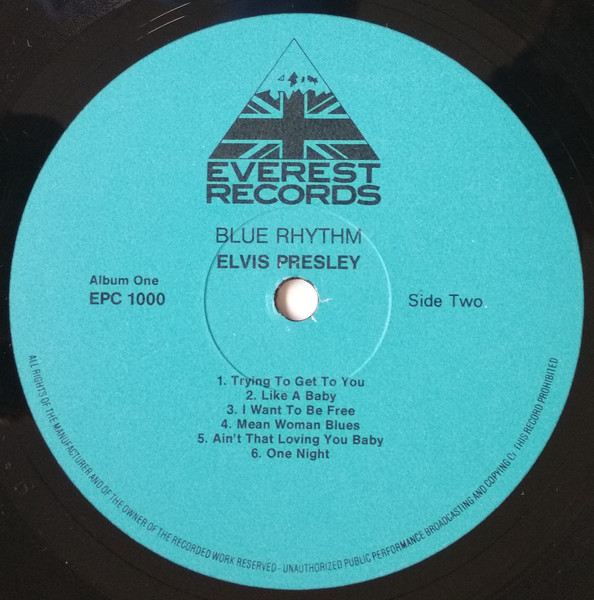 EVEREST
RECORDS
BLUE RHYTHM
ELVIS PRESLEY
Album One
EPC 1000
Side Two
1. Trying To Get To You
2. Like A Baby
3. I Want To Be Free
4. Mean Woman Blues
5. Ain't That Loving You Baby
6. One Night
ALL RIGHTS OF THE MANUFACTURER AND OF THE OWNER OF THE RECORDED WORK RESERVED - UNAUTHORIZED PUBLIC PERFORMANCE BROADCASTING AND COPYING THIS RECORD PROHIBITED